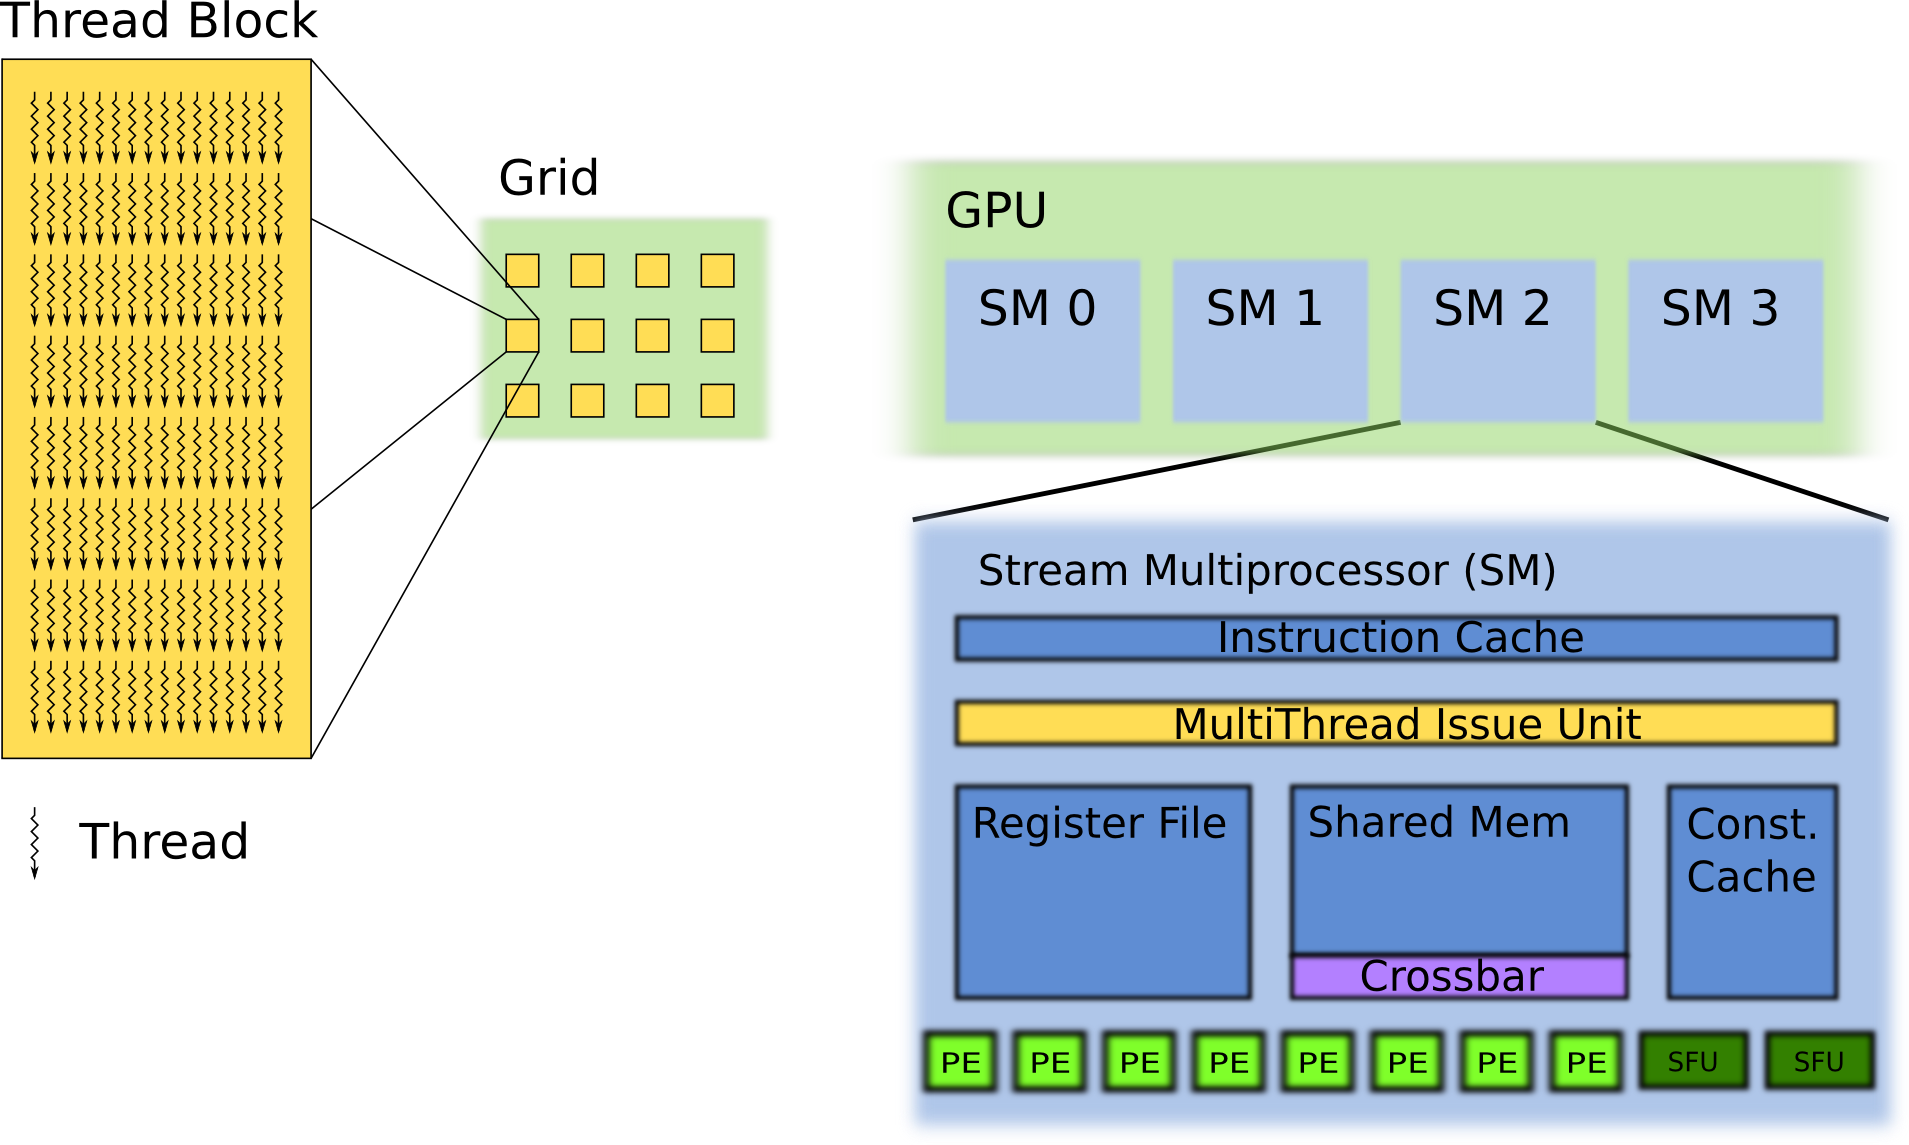 Thread Block
Grid
Thread
GPU
SM 0
SM 1
SM 2
SM 3
Stream Multiprocessor (SM)
Instruction Cache
MultiThread Issue Unit
Register File
Shared Mem
Crossbar
Const.
Cache
PE
PE
PE
PE
PE
PE
PE
PE
SFU
SFU